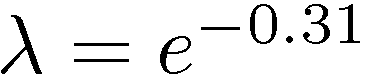 λ = e^{-0.31}